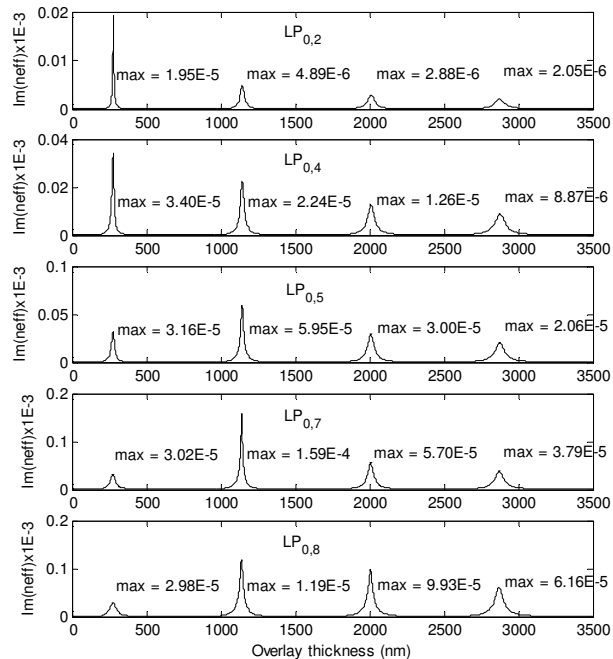 Im(neff)x1E-3
0.02
0.01
0
LP0,2
max = 1.95E-5
max = 4.89E-6
max = 2.88E-6
max = 2.05E-6
0 500 1000 1500 2000 2500 3000 3500
Im(neff)x1E-3
0.04
0.02
0
LP0,4
max = 3.40E-5
max = 2.24E-5
max = 1.26E-5
max = 8.87E-6
0 500 1000 1500 2000 2500 3000 3500
Im(neff)x1E-3
0.1
0.05
0
LP0,5
max = 3.16E-5
max = 5.95E-5
max = 3.00E-5
max = 2.06E-5
0 500 1000 1500 2000 2500 3000 3500
Im(neff)x1E-3
0.2
0.1
0
LP0,7
max = 3.02E-5
max = 1.59E-4
max = 5.70E-5
max = 3.79E-5
0 500 1000 1500 2000 2500 3000 3500
Im(neff)x1E-3
0.2
0.1
0
LP0,8
max = 2.98E-5
max = 1.19E-5
max = 9.93E-5
max = 6.16E-5
0 500 1000 1500 2000 2500 3000 3500
Overlay thickness (nm)